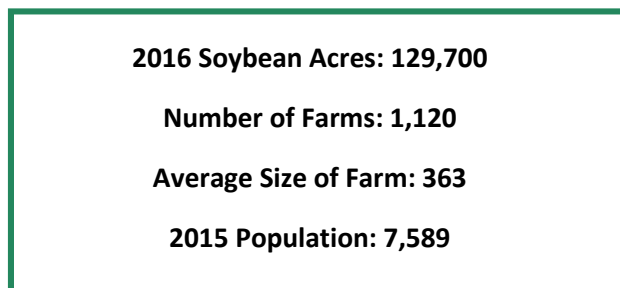 2016 Soybean Acres: 129,700
Number of Farms: 1,120
Average Size of Farm: 363
2015 Population: 7,589